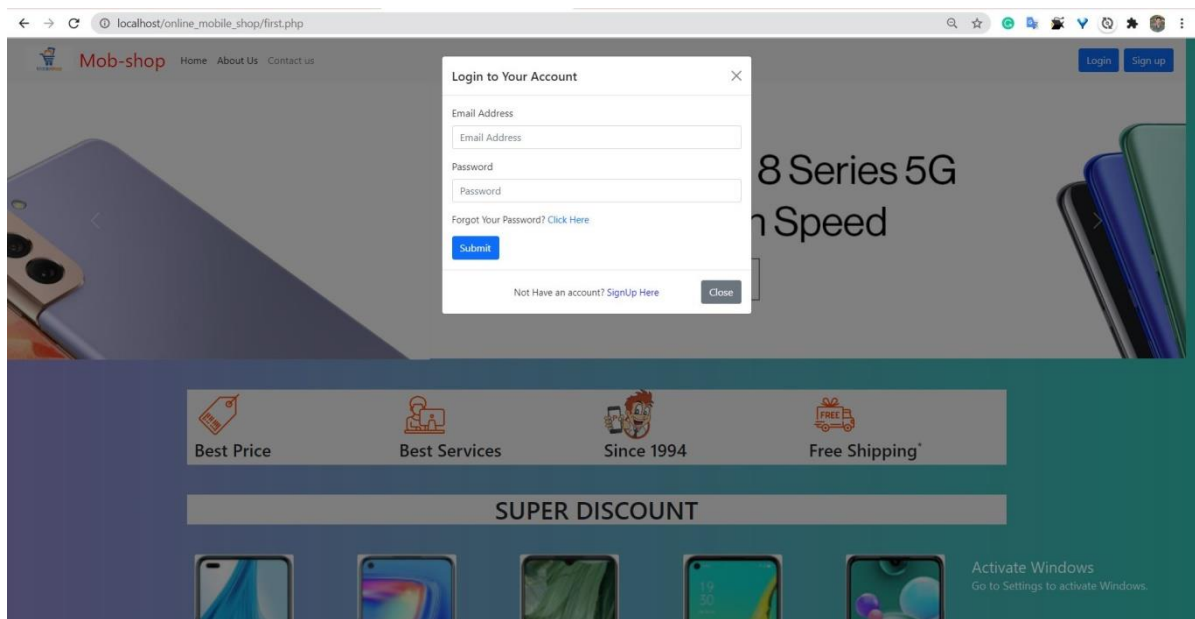 localhost/online_mobile_shop/first.php
Mob-shop Home About Us Contact us
Login Sign up
Login to Your Account
Email Address
Email Address
Password
Password
Forgot Your Password? Click Here
Submit
Not Have an account? SignUp Here
Close
8 Series 5G
Speed
Best Price
Best Services
Since 1994
FREE
Free Shipping*
SUPER DISCOUNT
19
30
Activate Windows
Go to Settings to activate Windows.